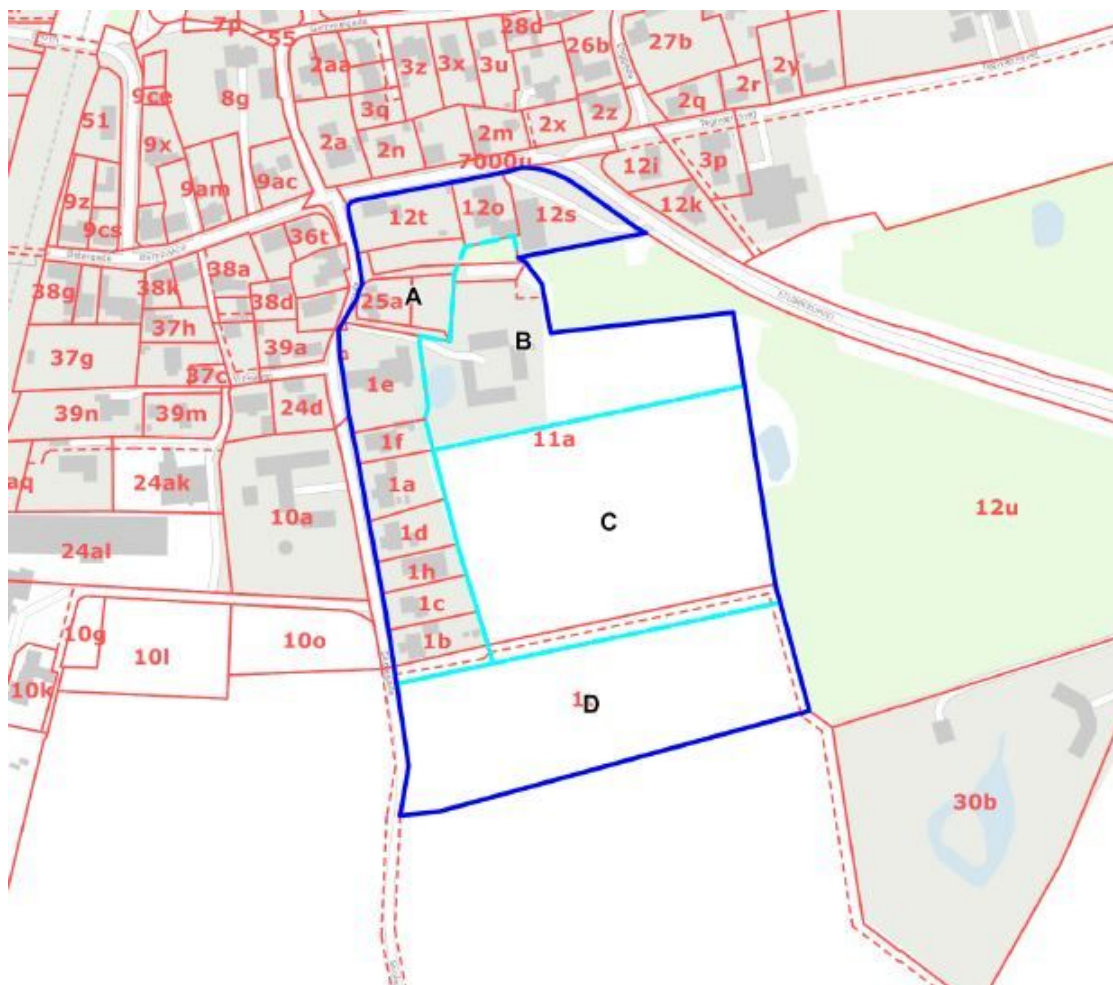 7p
55
28d
2aa
3z
3x
3u
26b
27b
2y
9ce
8g
2r
51
3q
2q
2z
9x
2a
2n
2m
2x
7000u
12i
3p
9am
9ac
9z
12k
9cs
36t
12t
12o
12s
38a
38g
38k
38d
25a
A
37h
B
37g
39a
37c
1e
39n
39m
24d
1f
11a
aq
24ak
1a
12u
10a
C
24al
1d
1h
1c
10g
10l
10o
1b
10k
D
30b